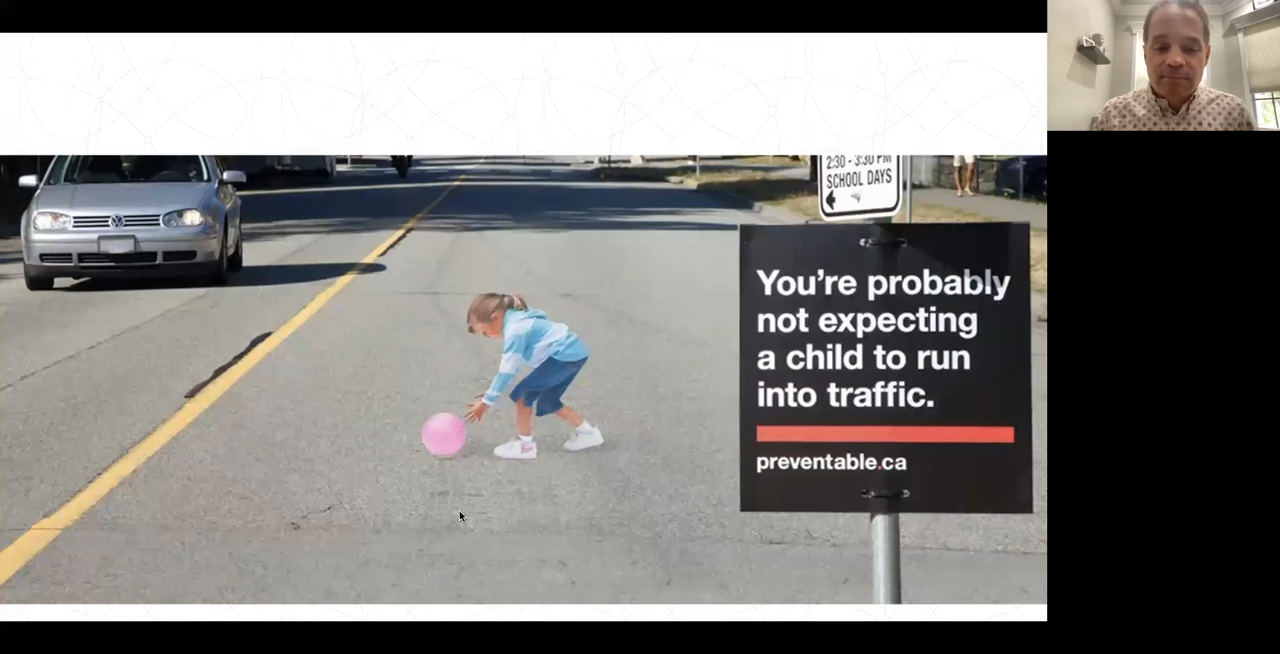 2:30 - 3:30 PM
SCHOOL DAYS
You're probably
not expecting
a child to run
into traffic.
preventable.ca